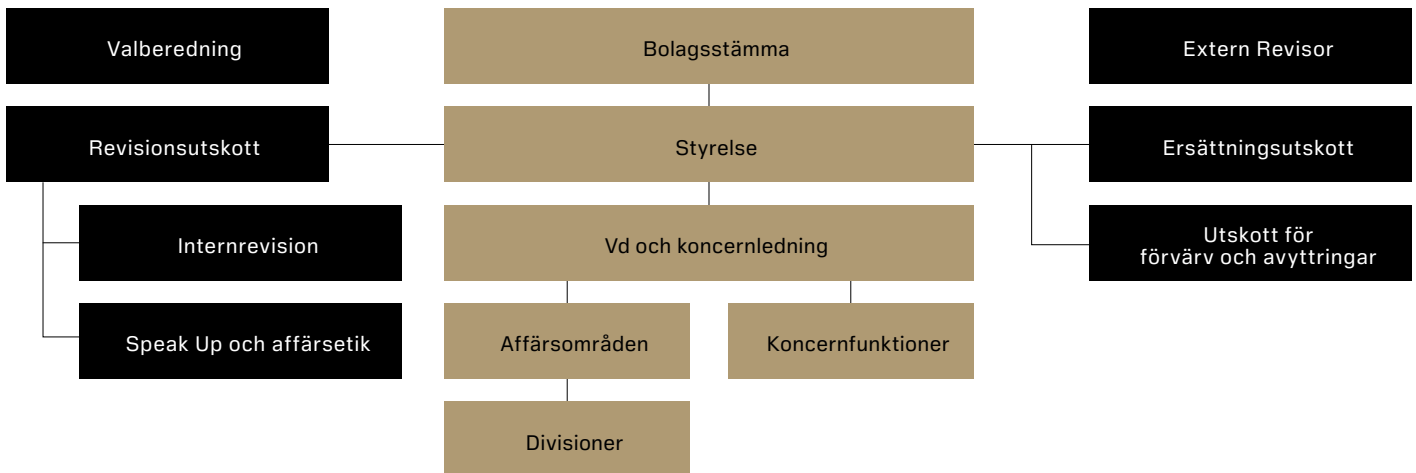 Valberedning
Bolagsstämma
Extern Revisor
Revisionsutskott
Styrelse
Ersättningsutskott
Internrevision
Vd och koncernledning
Utskott för
förvärv och avyttringar
Speak Up och affärsetik
Affärsområden
Koncernfunktioner
Divisioner